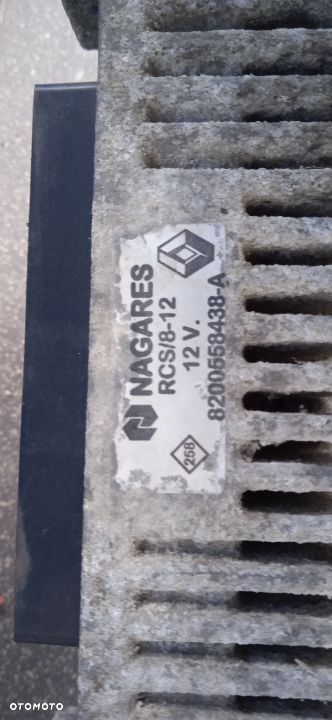 NAGARES
RCS/8-12
12 V.
8200558438-A
258
OTOMOTO